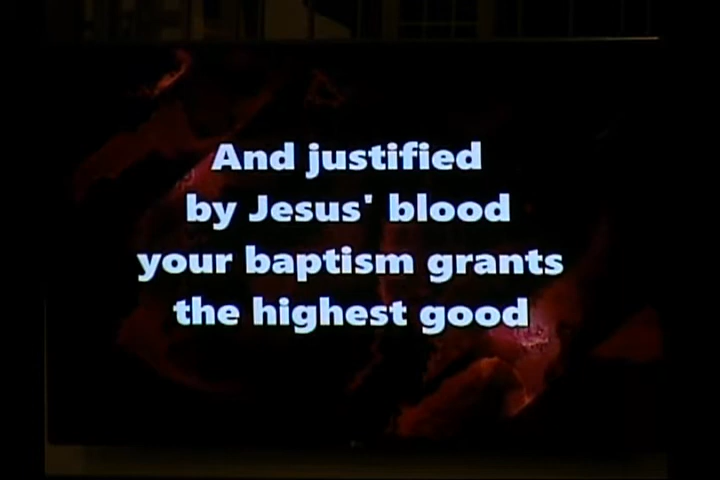 And justified
by Jesus' blood
your baptism grants
the highest good